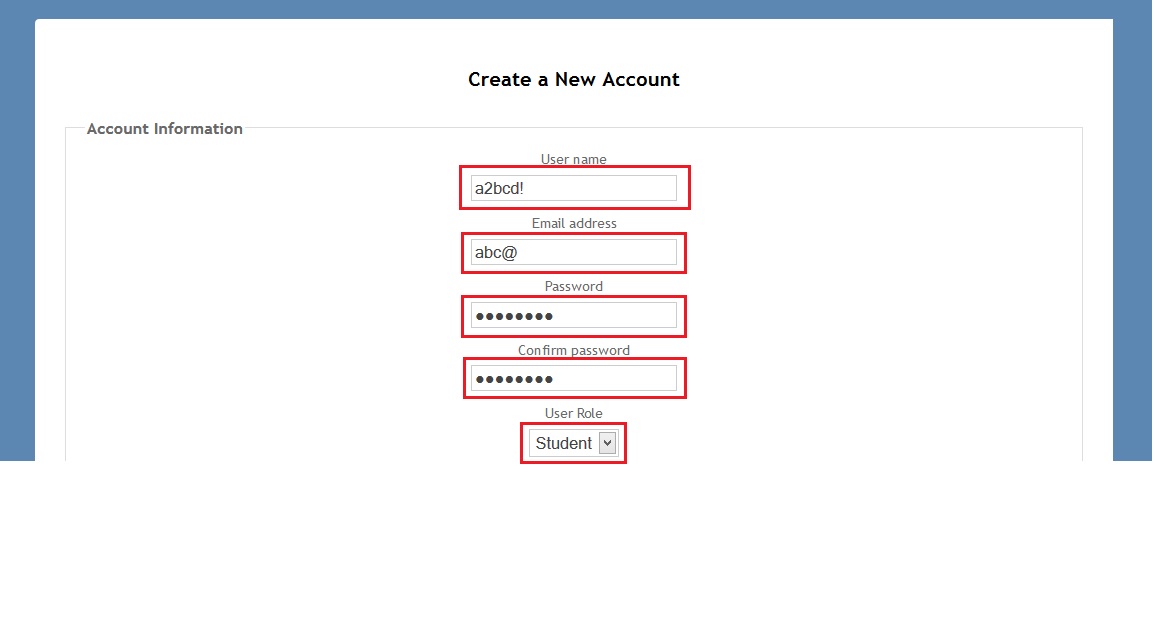 Create a New Account
Account Information
User name
a2bcd!
Email address
abc@
Password
●●●●●●●●
Confirm password
●●●●●●●●
User Role
Student